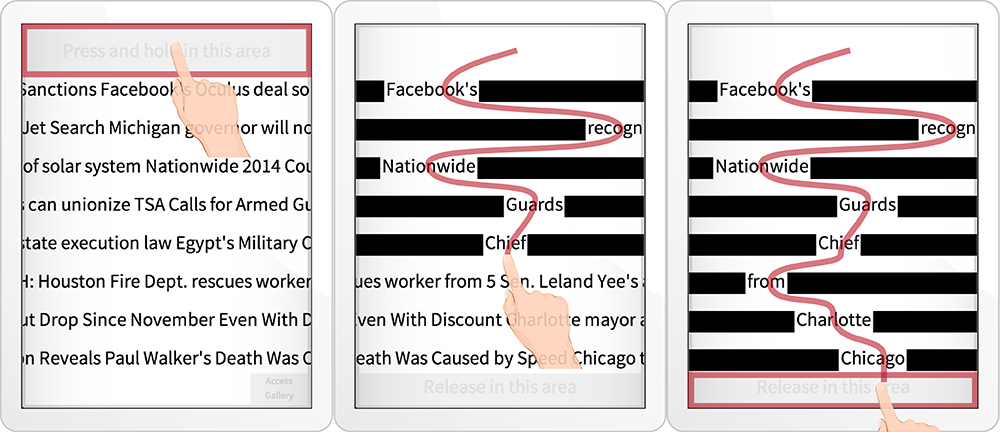 Press and hold in this area
Sanctions Facebook's Oculus deal so
Jet Search Michigan governor will no
of solar system Nationwide 2014 Cou
s can unionize TSA Calls for Armed Gu
state execution law Egypt's Military C
H: Houston Fire Dept. rescues worker
ut Drop Since November Even With D
on Reveals Paul Walker's Death Was C
Access
Gallery
Facebook's
recogn
Nationwide
Guards
Chief
ues worker from 5 Sen. Leland Yee's a
Even With Discount Charlotte mayor a
Death Was Caused by Speed Chicago t
Release in this area
Facebook's
recogn
Nationwide
Guards
Chief
from
Charlotte
Chicago
Release in this area